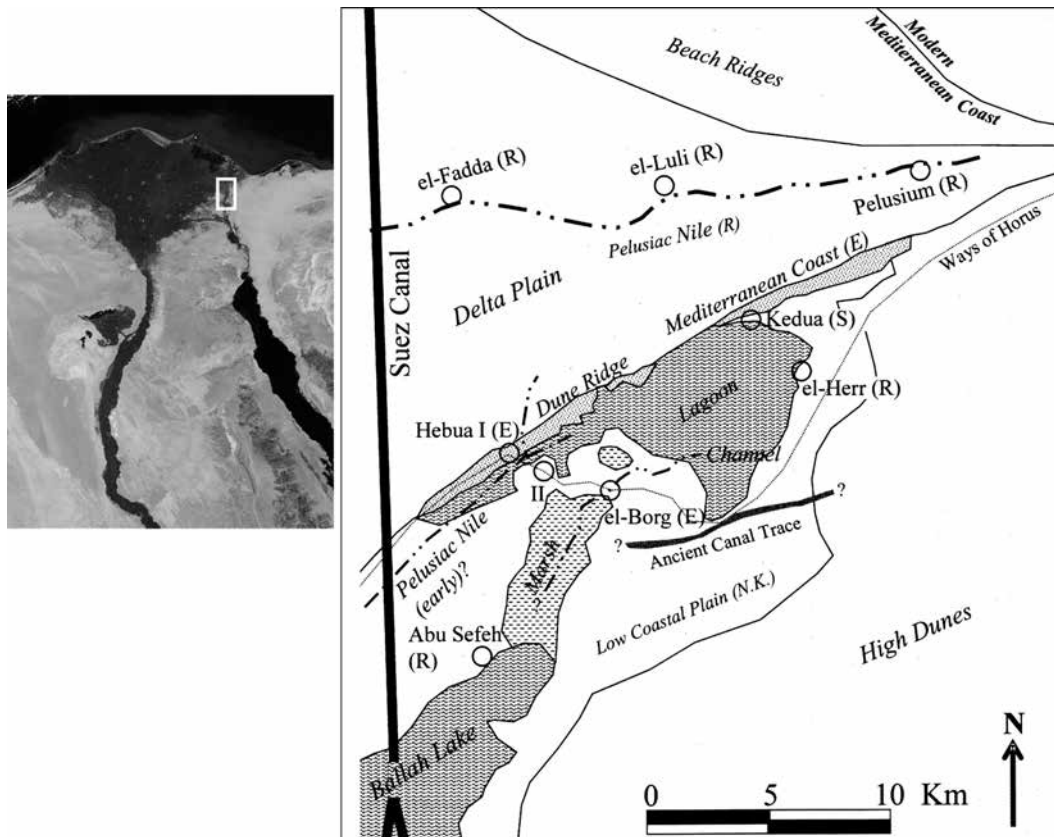 Modern
Mediterranean Coast
Beach Ridges
el-Fadda (R)
el-Luli (R)
Pelusium (R)
Pelusiac Nile (R)
Suez Canal
Delta Plain
Mediterranean Coast (E)
Ways of Horus
Kedua (S)
Dune Ridge
Lagoon
el-Herr (R)
Hebua I (E)
Channel
II
el-Borg (E)
?
?
Ancient Canal Trace
Pelusiac Nile
(early)?
Marsh
?
Low Coastal Plain (N.K.)
Abu Sefeh
(R)
High Dunes
Ballah Lake
N
0 5 10 Km